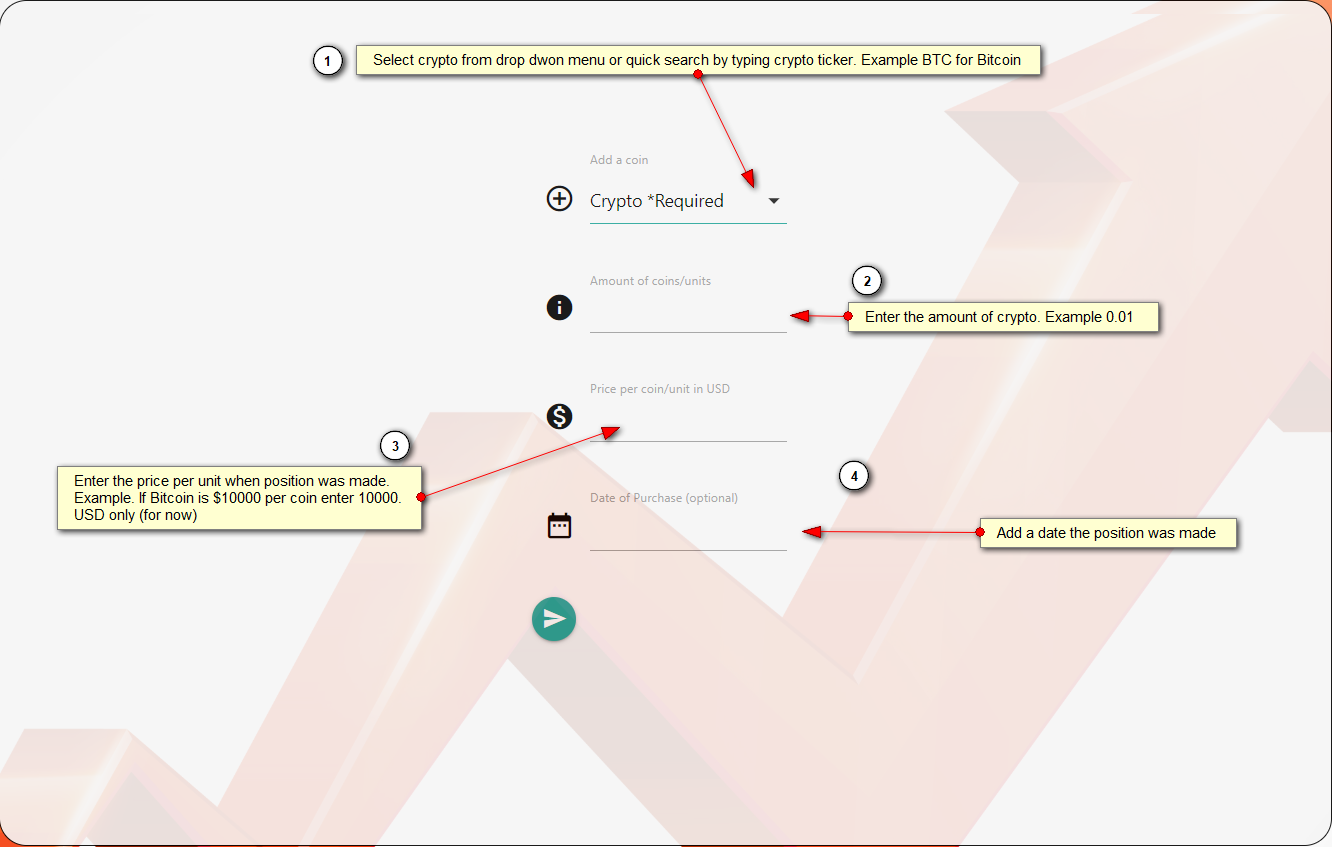 1
Select crypto from drop dwon menu or quick search by typing crypto ticker. Example BTC for Bitcoin
Add a coin
Crypto *Required
Amount of coins/units
2
Enter the amount of crypto. Example 0.01
Price per coin/unit in USD
3
Enter the price per unit when position was made.
Example. If Bitcoin is $10000 per coin enter 10000.
USD only (for now)
4
Date of Purchase (optional)
Add a date the position was made